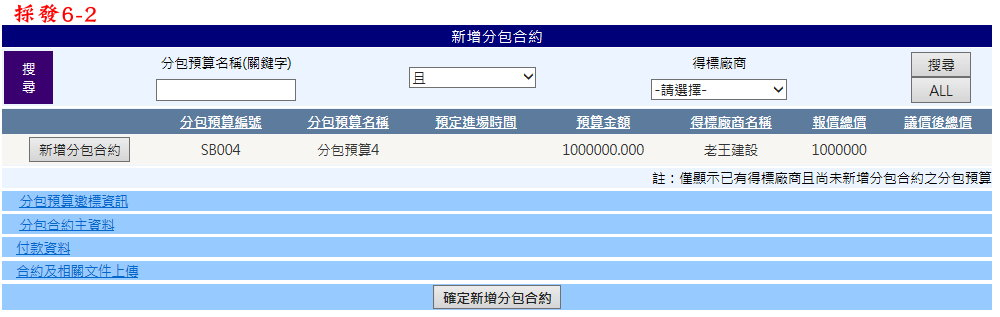 採發6-2
新增分包合約
搜尋
分包預算名稱(關鍵字)
且
得標廠商
-請選擇-
搜尋
ALL
分包預算編號 分包預算名稱 預定進場時間 預算金額 得標廠商名稱 報價總價 議價後總價
新增分包合約 SB004 分包預算4 1000000.000 老王建設 1000000
註：僅顯示已有得標廠商且尚未新增分包合約之分包預算
分包預算邀標資訊
分包合約主資料
付款資料
合約及相關文件上傳
確定新增分包合約